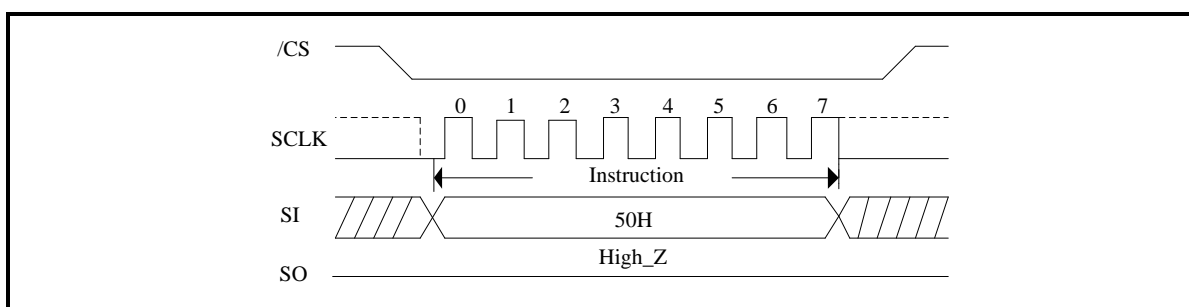 /CS
0 1 2 3 4 5 6 7
SCLK
Instruction
SI
50H
High_Z
SO